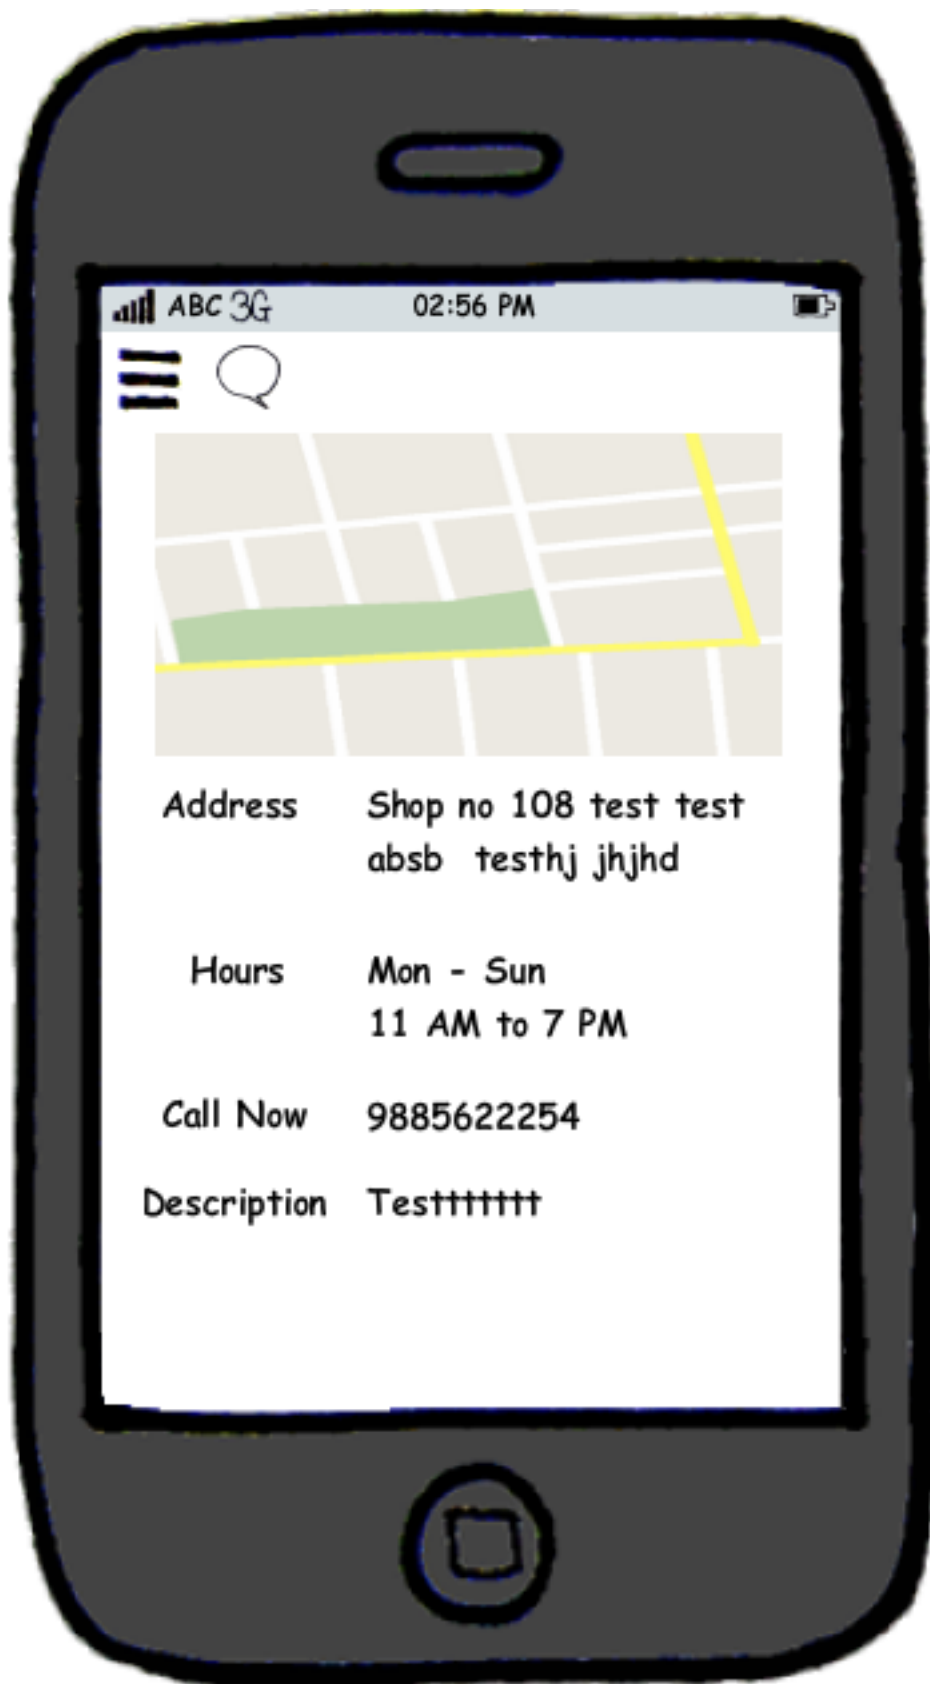 ABC 3G 02:56 PM
Address Shop no 108 test test
absb testhj jhjhd
Hours Mon - Sun
11 AM to 7 PM
Call Now 9885622254
Description Testttttttt